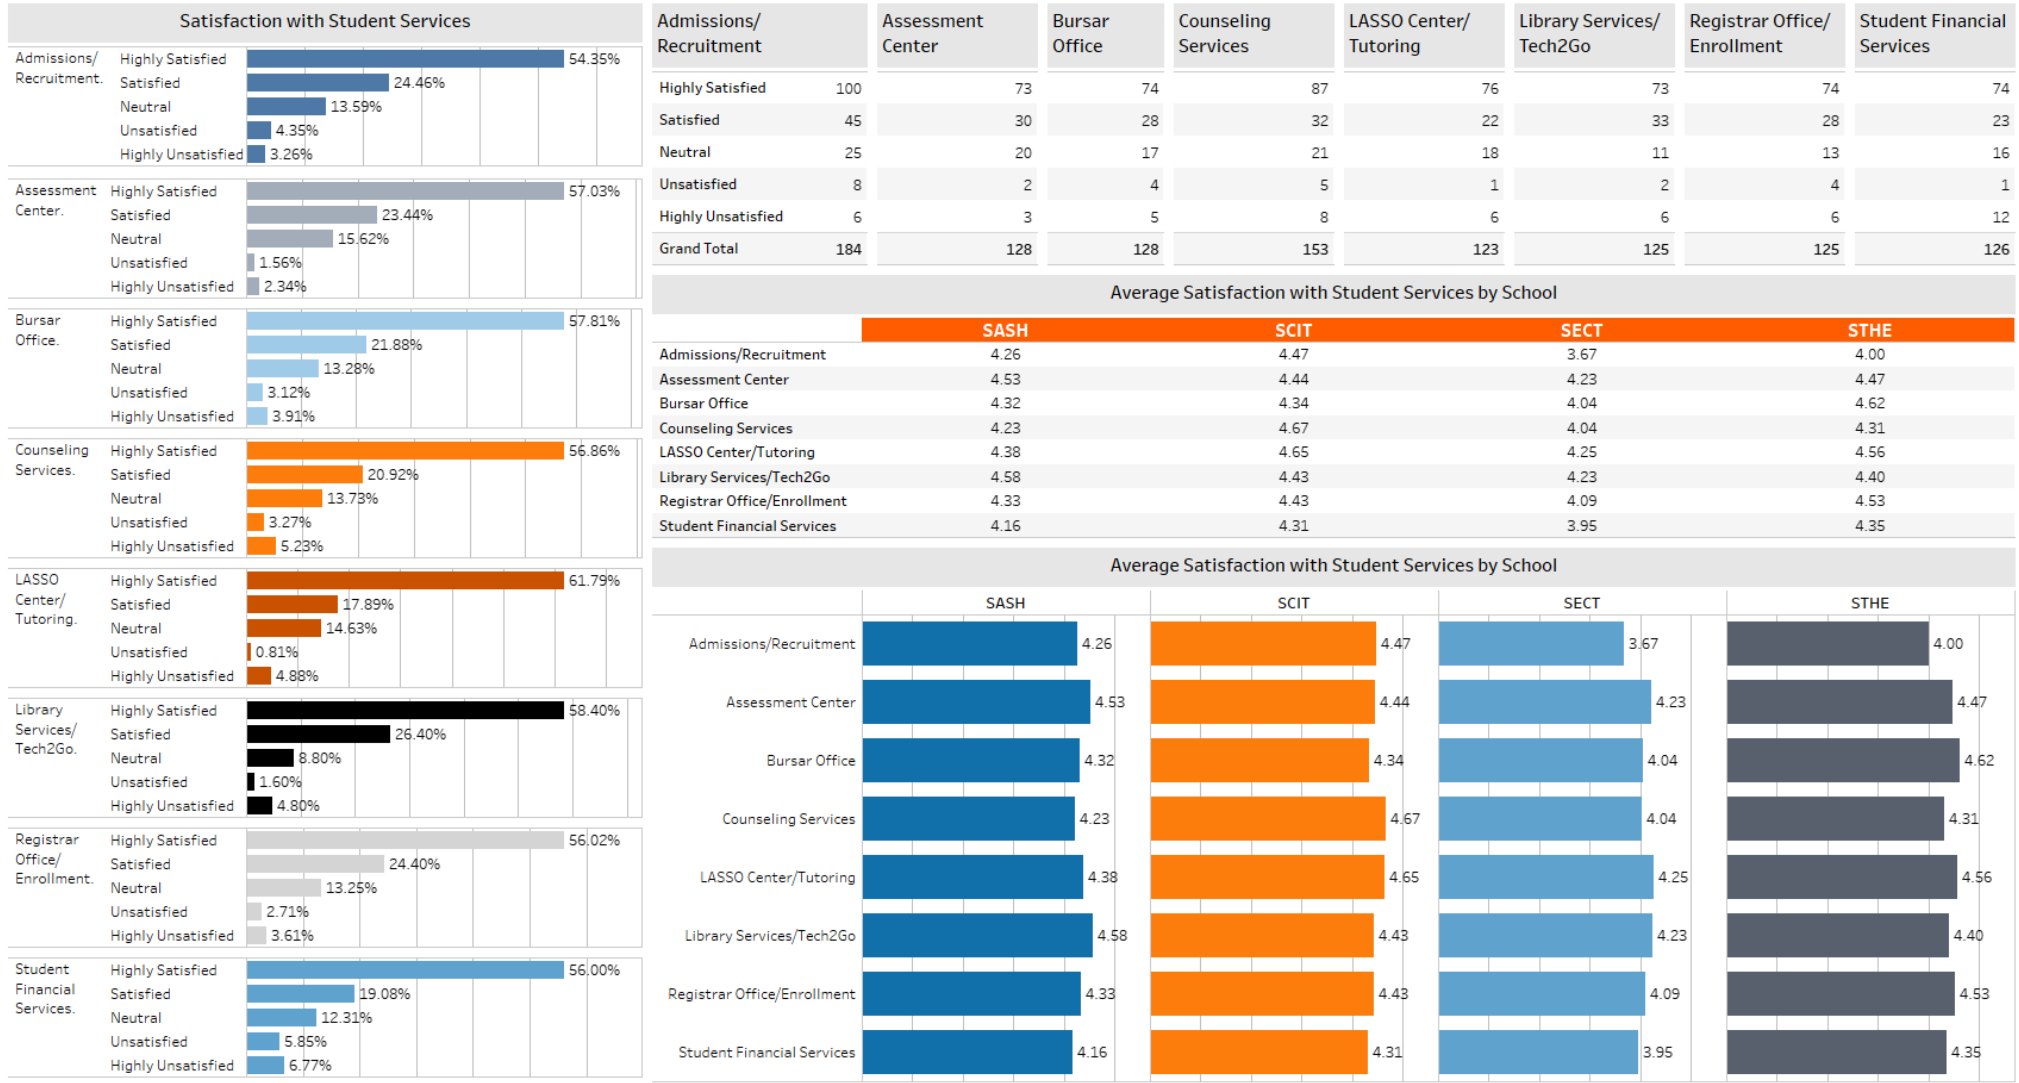 Satisfaction with Student Services
Admissions/
Recruitment.
Highly Satisfied 54.35%
Satisfied 24.46%
Neutral 13.59%
Unsatisfied 4.35%
Highly Unsatisfied 3.26%
Assessment
Center.
Highly Satisfied 57.03%
Satisfied 23.44%
Neutral 15.62%
Unsatisfied 1.56%
Highly Unsatisfied 2.34%
Bursar
Office.
Highly Satisfied 57.81%
Satisfied 21.88%
Neutral 13.28%
Unsatisfied 3.12%
Highly Unsatisfied 3.91%
Counseling
Services.
Highly Satisfied 56.86%
Satisfied 20.92%
Neutral 13.73%
Unsatisfied 3.27%
Highly Unsatisfied 5.23%
LASSO
Center/
Tutoring.
Highly Satisfied 61.79%
Satisfied 17.89%
Neutral 14.63%
Unsatisfied 0.81%
Highly Unsatisfied 4.88%
Library
Services/
Tech2Go.
Highly Satisfied 58.40%
Satisfied 26.40%
Neutral 8.80%
Unsatisfied 1.60%
Highly Unsatisfied 4.80%
Registrar
Office/
Enrollment.
Highly Satisfied 56.02%
Satisfied 24.40%
Neutral 13.25%
Unsatisfied 2.71%
Highly Unsatisfied 3.61%
Student
Financial
Services.
Highly Satisfied 56.00%
Satisfied 19.08%
Neutral 12.31%
Unsatisfied 5.85%
Highly Unsatisfied 6.77%
Admissions/ Assessment Bursar Counseling LASSO Center/ Library Services/ Registrar Office/ Student Financial
Recruitment Center Office Services Tutoring Tech2Go Enrollment Services
Highly Satisfied 100 73 74 87 76 73 74 74
Satisfied 45 30 28 32 22 33 28 23
Neutral 25 20 17 21 18 11 13 16
Unsatisfied 8 2 4 5 1 2 4 1
Highly Unsatisfied 6 3 5 8 6 6 6 12
Grand Total 184 128 128 153 123 125 125 126
Average Satisfaction with Student Services by School
SASH SCIT SECT STHE
Admissions/Recruitment 4.26 4.47 3.67 4.00
Assessment Center 4.53 4.44 4.23 4.47
Bursar Office 4.32 4.34 4.04 4.62
Counseling Services 4.23 4.67 4.04 4.31
LASSO Center/Tutoring 4.38 4.65 4.25 4.56
Library Services/Tech2Go 4.58 4.43 4.23 4.40
Registrar Office/Enrollment 4.33 4.43 4.09 4.53
Student Financial Services 4.16 4.31 3.95 4.35
Average Satisfaction with Student Services by School
SASH SCIT SECT STHE
Admissions/Recruitment 4.26 4.47 3.67 4.00
Assessment Center 4.53 4.44 4.23 4.47
Bursar Office 4.32 4.34 4.04 4.62
Counseling Services 4.23 4.67 4.04 4.31
LASSO Center/Tutoring 4.38 4.65 4.25 4.56
Library Services/Tech2Go 4.58 4.43 4.23 4.40
Registrar Office/Enrollment 4.33 4.43 4.09 4.53
Student Financial Services 4.16 4.31 3.95 4.35